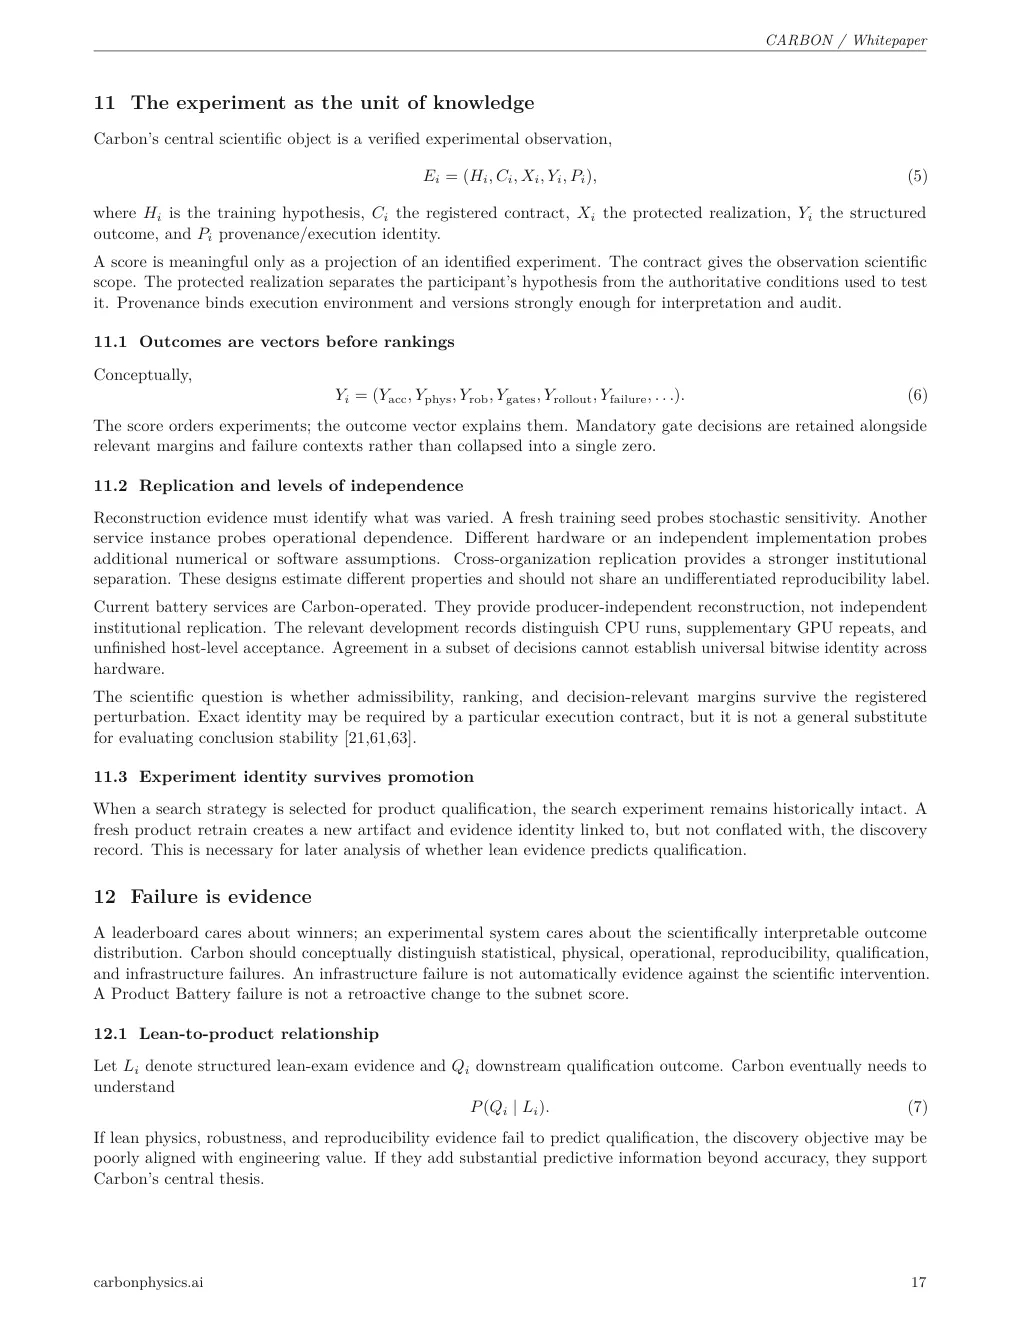 CARBON / Whitepaper
11 The experiment as the unit of knowledge
Carbon's central scientific object is a verified experimental observation,
E_i = (H_i, C_i, X_i, Y_i, P_i), (5)
where H_i is the training hypothesis, C_i the registered contract, X_i the protected realization, Y_i the structured
outcome, and P_i provenance/execution identity.
A score is meaningful only as a projection of an identified experiment. The contract gives the observation scientific
scope. The protected realization separates the participant's hypothesis from the authoritative conditions used to test
it. Provenance binds execution environment and versions strongly enough for interpretation and audit.
11.1 Outcomes are vectors before rankings
Conceptually,
Y_i = (Y_acc, Y_phys, Y_rob, Y_gates, Y_rollout, Y_failure, . . .). (6)
The score orders experiments; the outcome vector explains them. Mandatory gate decisions are retained alongside
relevant margins and failure contexts rather than collapsed into a single zero.
11.2 Replication and levels of independence
Reconstruction evidence must identify what was varied. A fresh training seed probes stochastic sensitivity. Another
service instance probes operational dependence. Different hardware or an independent implementation probes
additional numerical or software assumptions. Cross-organization replication provides a stronger institutional
separation. These designs estimate different properties and should not share an undifferentiated reproducibility label.
Current battery services are Carbon-operated. They provide producer-independent reconstruction, not independent
institutional replication. The relevant development records distinguish CPU runs, supplementary GPU repeats, and
unfinished host-level acceptance. Agreement in a subset of decisions cannot establish universal bitwise identity across
hardware.
The scientific question is whether admissibility, ranking, and decision-relevant margins survive the registered
perturbation. Exact identity may be required by a particular execution contract, but it is not a general substitute
for evaluating conclusion stability [21,61,63].
11.3 Experiment identity survives promotion
When a search strategy is selected for product qualification, the search experiment remains historically intact. A
fresh product retrain creates a new artifact and evidence identity linked to, but not conflated with, the discovery
record. This is necessary for later analysis of whether lean evidence predicts qualification.
12 Failure is evidence
A leaderboard cares about winners; an experimental system cares about the scientifically interpretable outcome
distribution. Carbon should conceptually distinguish statistical, physical, operational, reproducibility, qualification,
and infrastructure failures. An infrastructure failure is not automatically evidence against the scientific intervention.
A Product Battery failure is not a retroactive change to the subnet score.
12.1 Lean-to-product relationship
Let L_i denote structured lean-exam evidence and Q_i downstream qualification outcome. Carbon eventually needs to
understand
P(Q_i | L_i). (7)
If lean physics, robustness, and reproducibility evidence fail to predict qualification, the discovery objective may be
poorly aligned with engineering value. If they add substantial predictive information beyond accuracy, they support
Carbon's central thesis.
carbonphysics.ai 17